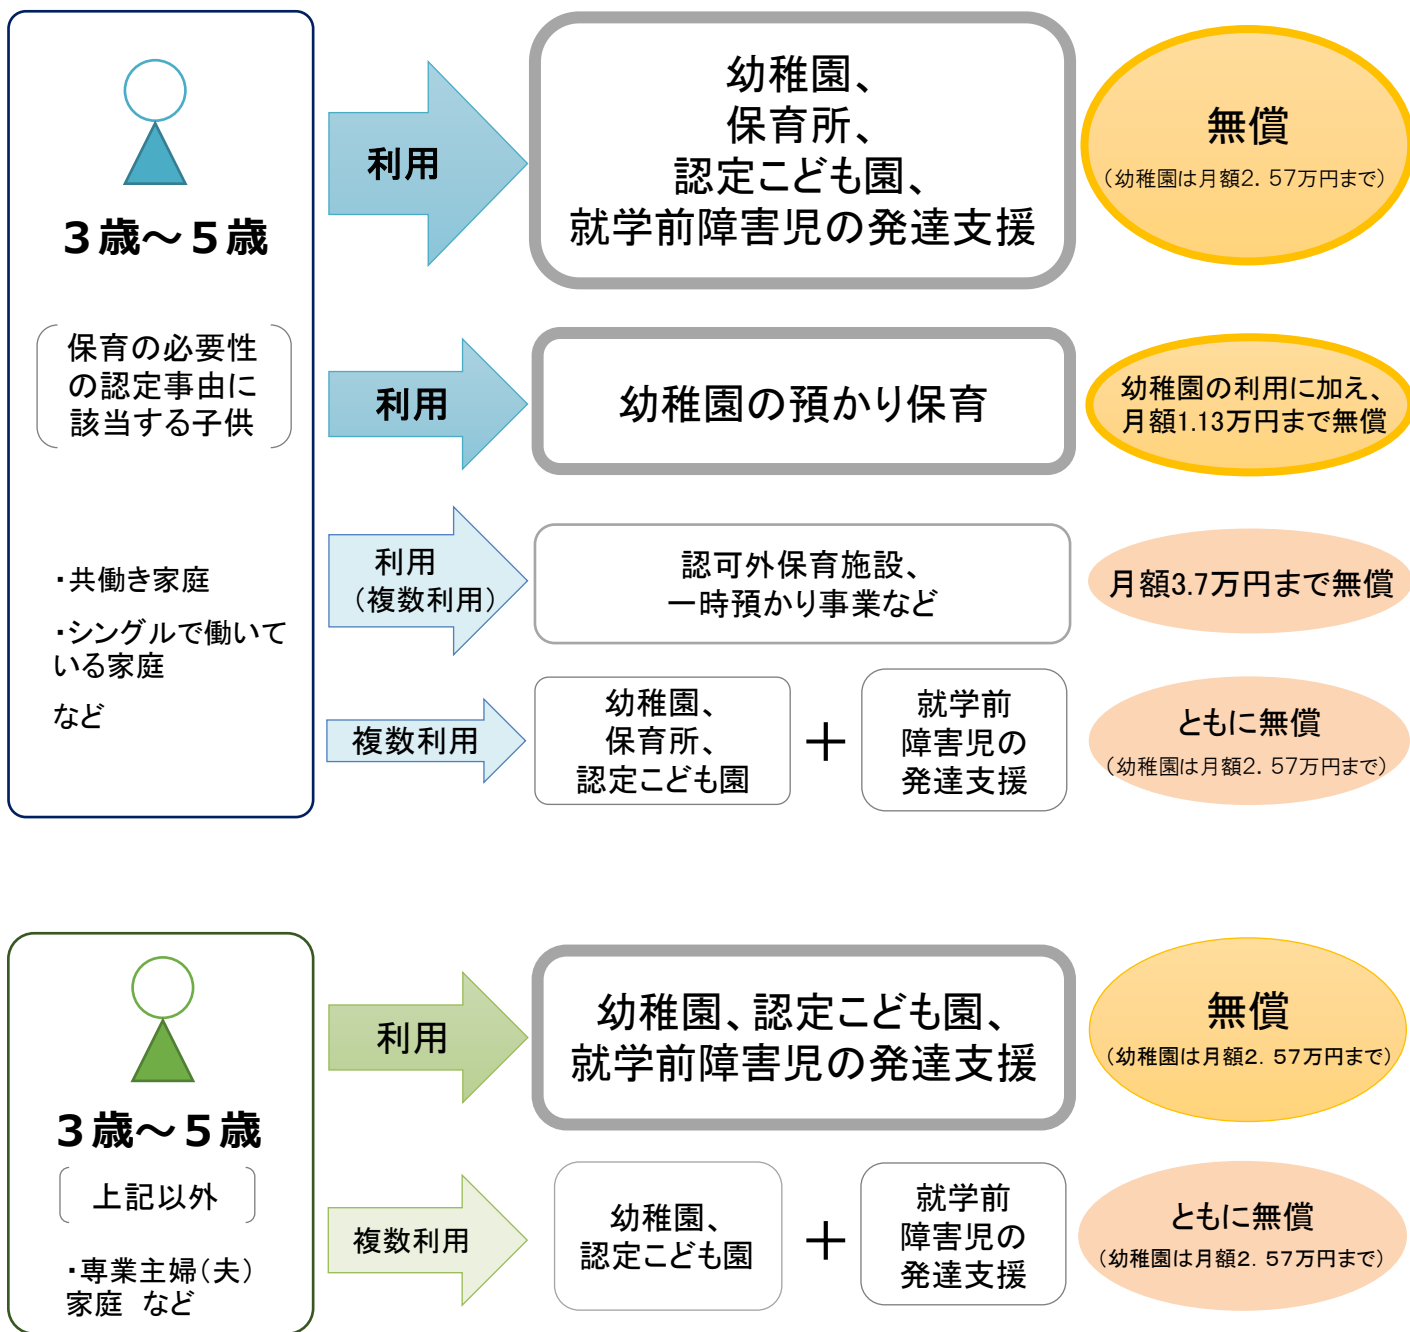 ３歳～５歳
保育の必要性
の認定事由に
該当する子供
・共働き家庭
・シングルで働いて
いる家庭
など
利用
幼稚園、
保育所、
認定こども園、
就学前障害児の発達支援
無償
（幼稚園は月額2．57万円まで）
利用
幼稚園の預かり保育
幼稚園の利用に加え、
月額1.13万円まで無償
利用
（複数利用）
認可外保育施設、
一時預かり事業など
月額3.7万円まで無償
複数利用
幼稚園、
保育所、
認定こども園
＋
就学前
障害児の
発達支援
ともに無償
（幼稚園は月額2．57万円まで）
３歳～５歳
上記以外
・専業主婦（夫）
家庭　など
利用
幼稚園、認定こども園、
就学前障害児の発達支援
無償
（幼稚園は月額2．57万円まで）
複数利用
幼稚園、
認定こども園
＋
就学前
障害児の
発達支援
ともに無償
（幼稚園は月額2．57万円まで）